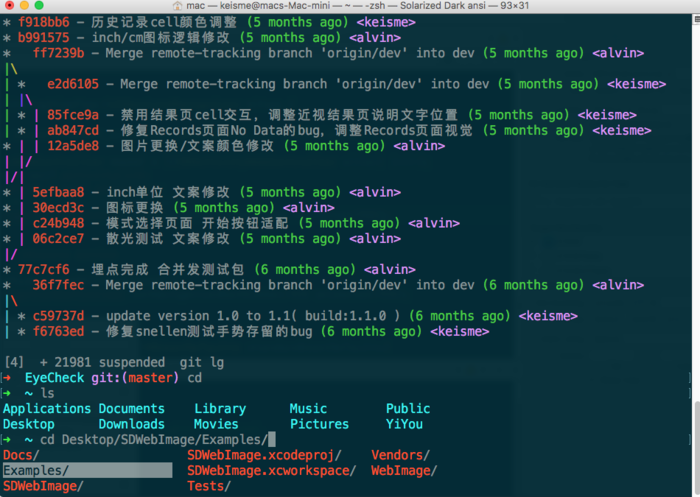 mac — keisme@macs-Mac-mini — ~ — -zsh — Solarized Dark ansi — 93×31
* f918bb6 - 历史记录cell颜色调整 (5 months ago) <keisme>
* b991575 - inch/cm图标逻辑修改 (5 months ago) <alvin>
*   ff7239b - Merge remote-tracking branch 'origin/dev' into dev (5 months ago) <alvin>
|\
| *   e2d6105 - Merge remote-tracking branch 'origin/dev' into dev (5 months ago) <keisme>
| |\
| * | 85fce9a - 禁用结果页cell交互，调整近视结果页说明文字位置 (5 months ago) <keisme>
| * | ab847cd - 修复Records页面No Data的bug，调整Records页面视觉 (5 months ago) <keisme>
* | | 12a5de8 - 图片更换/文案颜色修改 (5 months ago) <alvin>
| |/
|/|
* | 5efbaa8 - inch单位 文案修改 (5 months ago) <alvin>
* | 30ecd3c - 图标更换 (5 months ago) <alvin>
* | c24b948 - 模式选择页面 开始按钮适配 (5 months ago) <alvin>
* | 06c2ce7 - 散光测试 文案修改 (5 months ago) <alvin>
|/
* 77c7cf6 - 埋点完成 合并发测试包 (6 months ago) <alvin>
*   36f7fec - Merge remote-tracking branch 'origin/dev' into dev (6 months ago) <alvin>
|\
| * c59737d - update version 1.0 to 1.1( build:1.1.0 ) (6 months ago) <keisme>
| * f6763ed - 修复snellen测试手势存留的bug (6 months ago) <keisme>
[4]  + 21981 suspended  git lg
➜  EyeCheck git:(master) cd
➜  ~ ls
Applications Documents    Library      Music        Public
Desktop      Downloads    Movies       Pictures     YiYou
➜  ~ cd Desktop/SDWebImage/Examples/
Docs/                   SDWebImage.xcodeproj/    Vendors/
Examples/               SDWebImage.xcworkspace/  WebImage/
SDWebImage/             Tests/